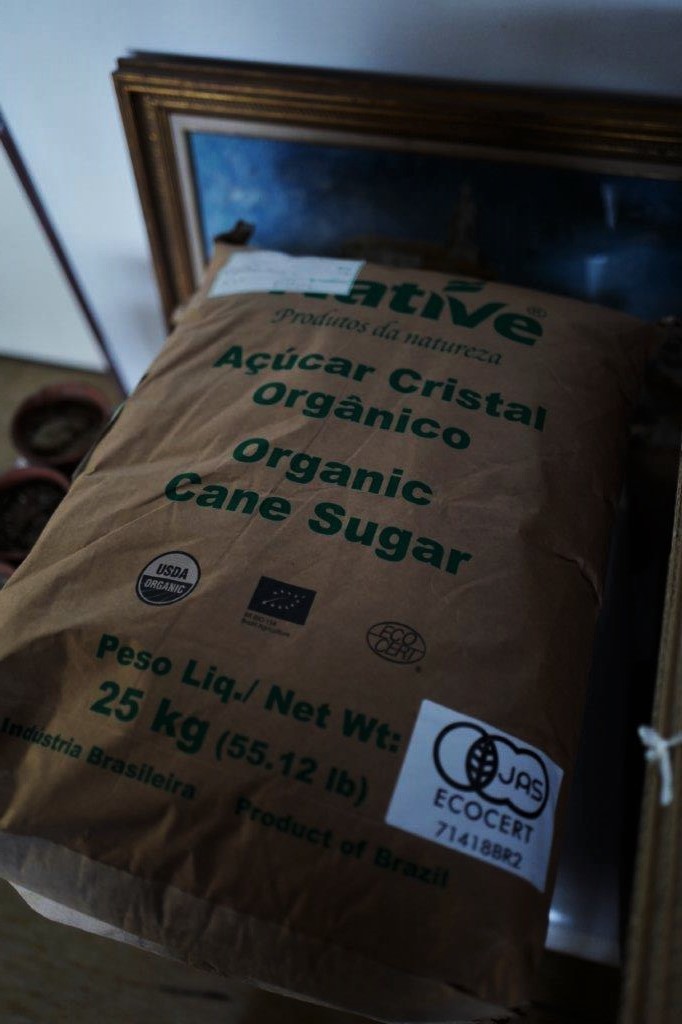 Native®
Produtos da natureza
Açúcar Cristal
Orgânico
Organic
Cane Sugar
USDA
ORGANIC
ECO
CERT
Peso Liq./ Net Wt:
25 kg (55.12 lb)
Indústria Brasileira Product of Brazil
JAS
ECOCERT
71418BR2